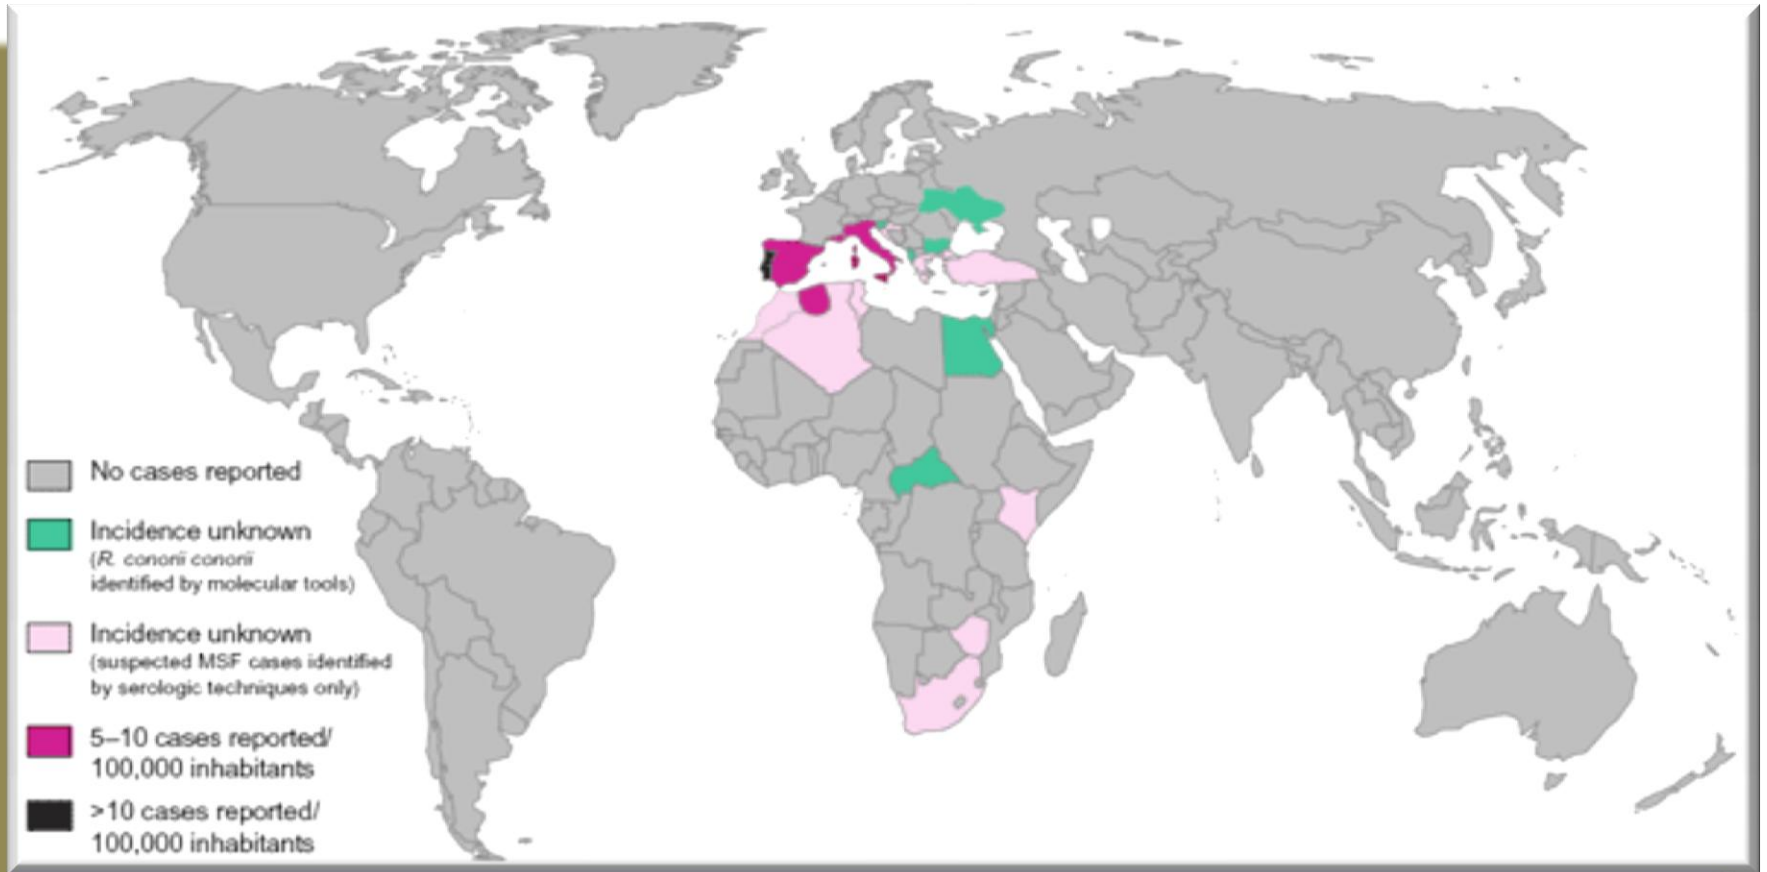 No cases reported
Incidence unknown
(R. conorii conorii
identified by molecular tools)
Incidence unknown
(suspected MSF cases identified
by serologic techniques only)
5–10 cases reported/
100,000 inhabitants
>10 cases reported/
100,000 inhabitants